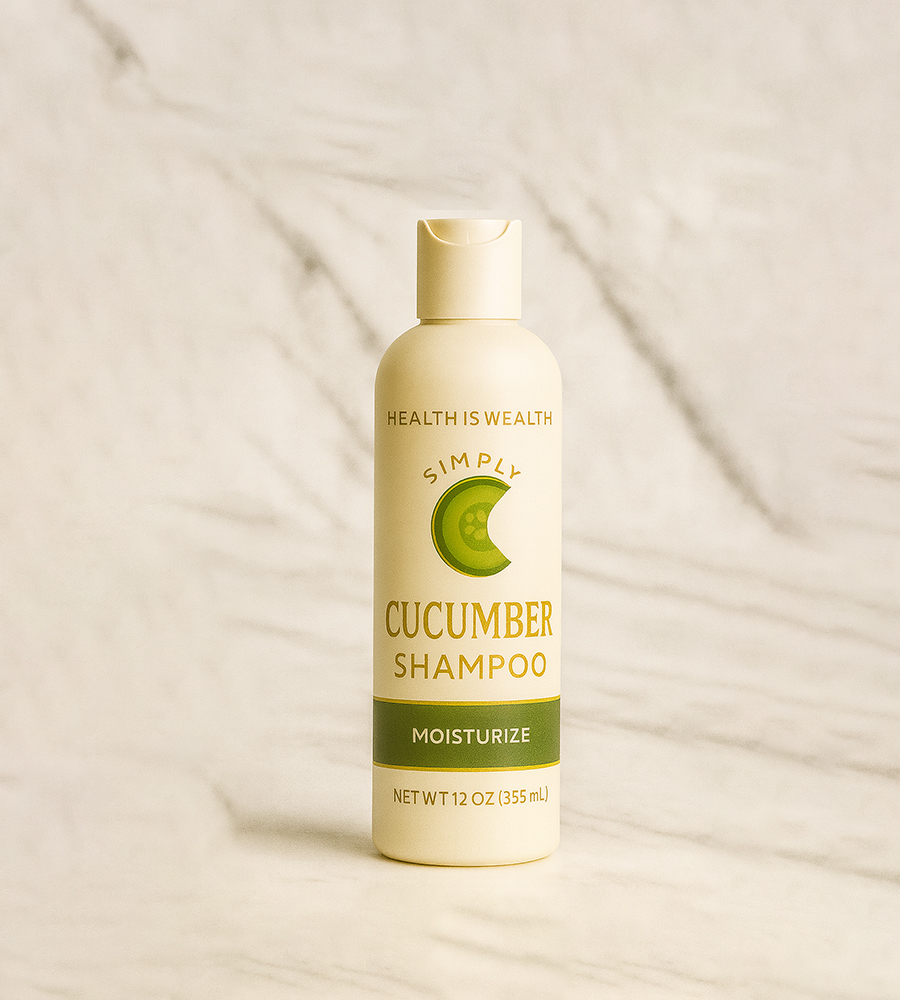 HEALTH IS WEALTH
SIMPLY
CUCUMBER
SHAMPOO
MOISTURIZE
NET WT 12 OZ (355 mL)